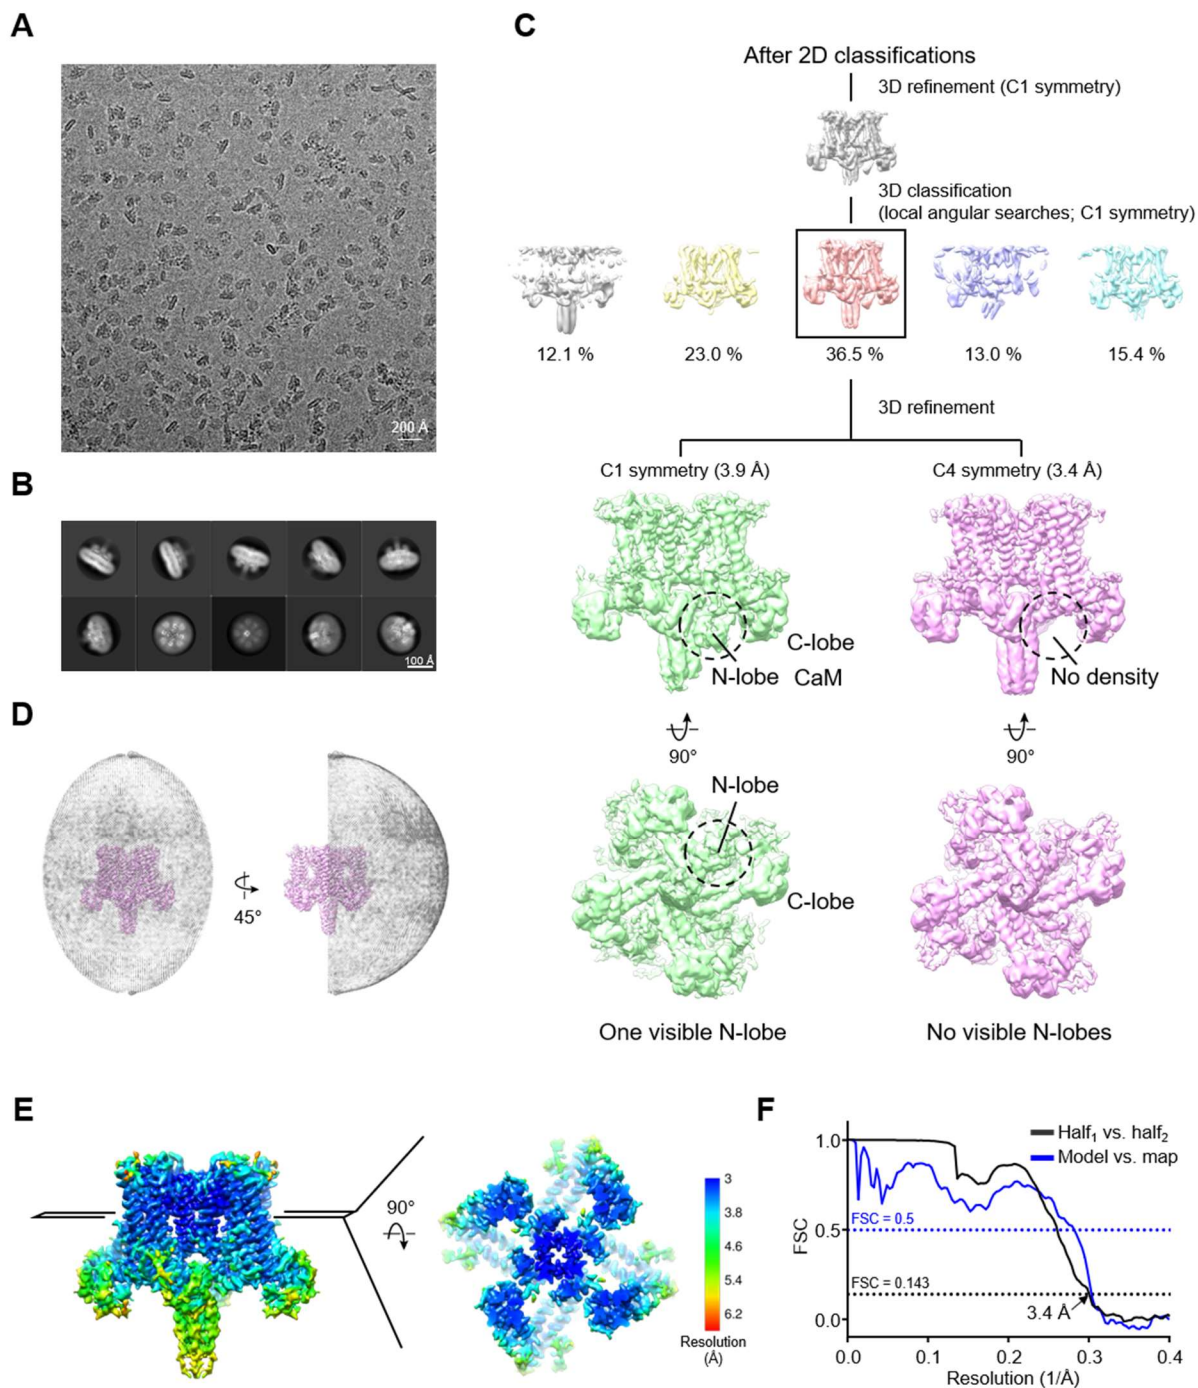 A
200 Å
B
100 Å
C
After 2D classifications
3D refinement (C1 symmetry)
3D classification
(local angular searches; C1 symmetry)
12.1 %
23.0 %
36.5 %
13.0 %
15.4 %
3D refinement
C1 symmetry (3.9 Å)
C4 symmetry (3.4 Å)
C-lobe
N-lobe
CaM
No density
90°
90°
N-lobe
C-lobe
One visible N-lobe
No visible N-lobes
D
45°
E
90°
3
3.8
4.6
5.4
6.2
Resolution
(Å)
F
Half₁ vs. half₂
Model vs. map
FSC = 0.5
FSC = 0.143
3.4 Å
FSC
1.0
0.5
0.0
0.0
0.1
0.2
0.3
0.4
Resolution (1/Å)